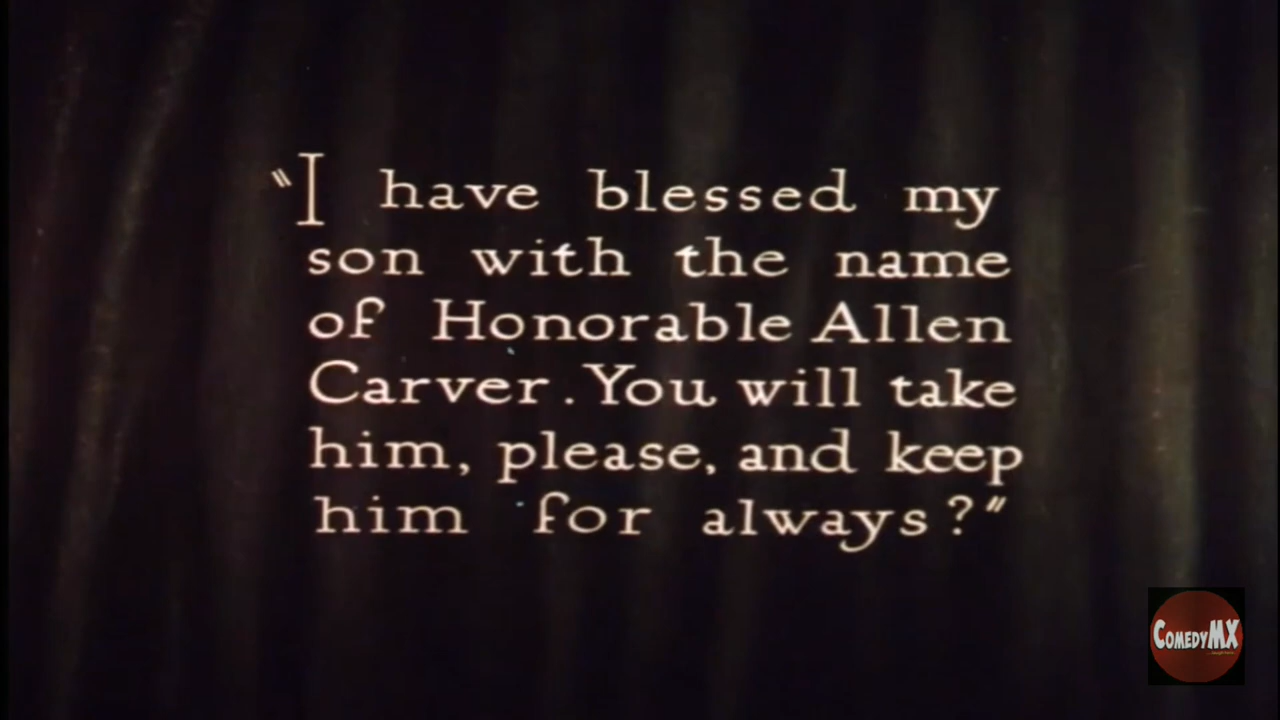 "I have blessed my
son with the name
of Honorable Allen
Carver. You will take
him, please, and keep
him for always?"
COMEDYMX